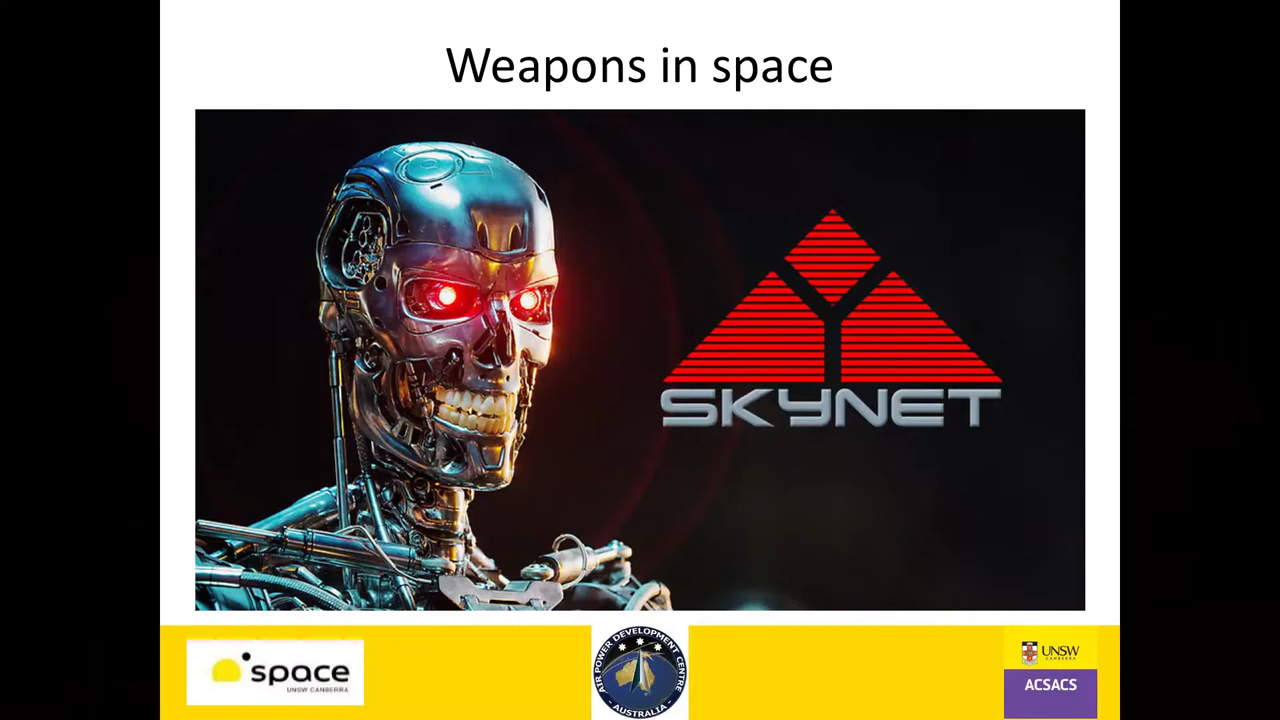 Weapons in space
SKYNET
space
UNSW CANBERRA
AIR POWER DEVELOPMENT CENTRE
- AUSTRALIA -
UNSW
CANBERRA
ACSACS